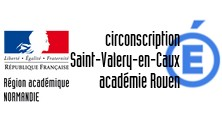 Liberté • Égalité • Fraternité
RÉPUBLIQUE FRANÇAISE
Région académique
NORMANDIE
circonscription
Saint-Valery-en-Caux
académie Rouen
é